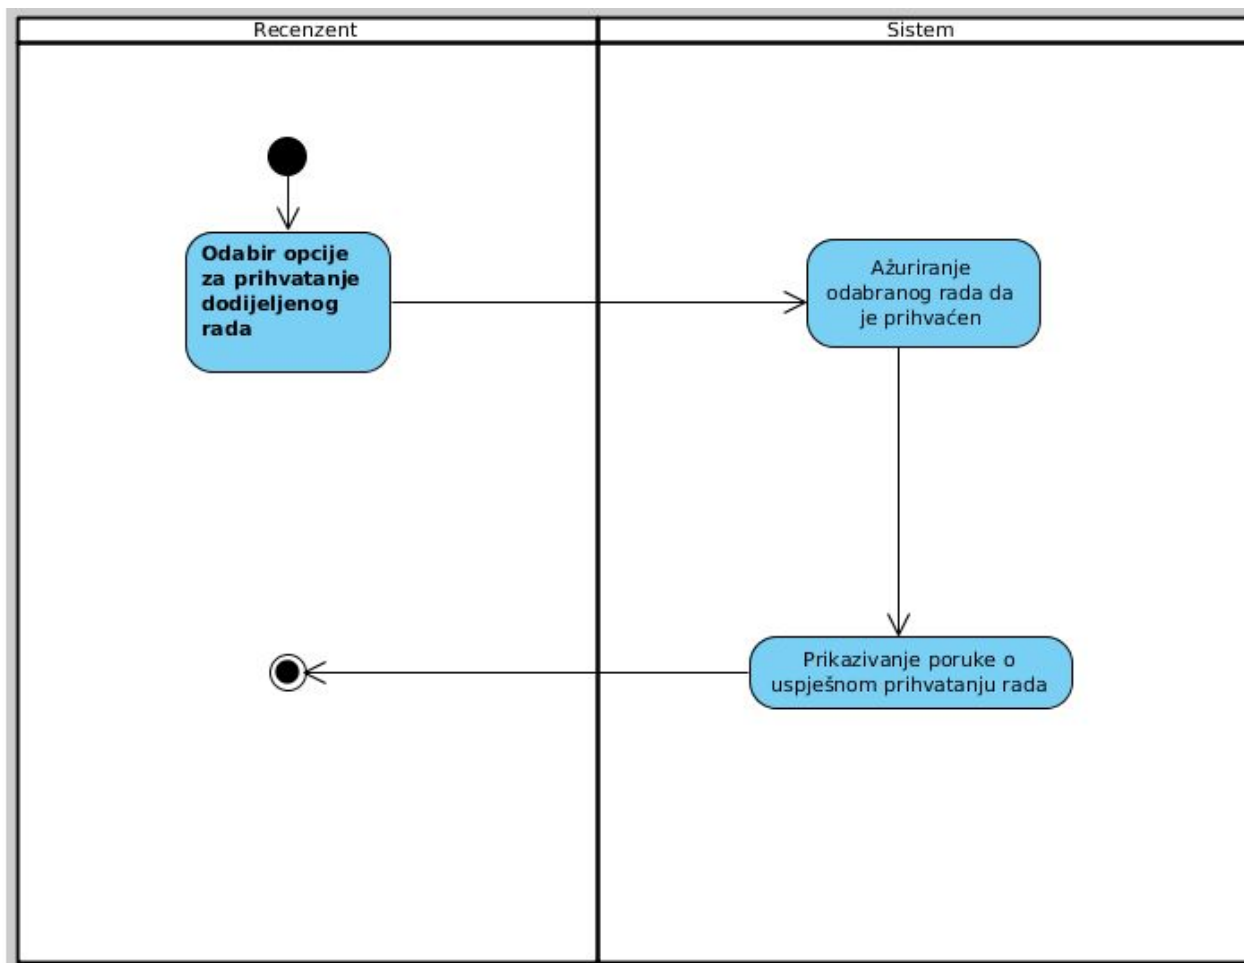 Recenzent
Sistem
Odabir opcije
za prihvatanje
dodijeljenog
rada
Ažuriranje
odabranog rada da
je prihvaćen
Prikazivanje poruke o
uspješnom prihvatanju rada